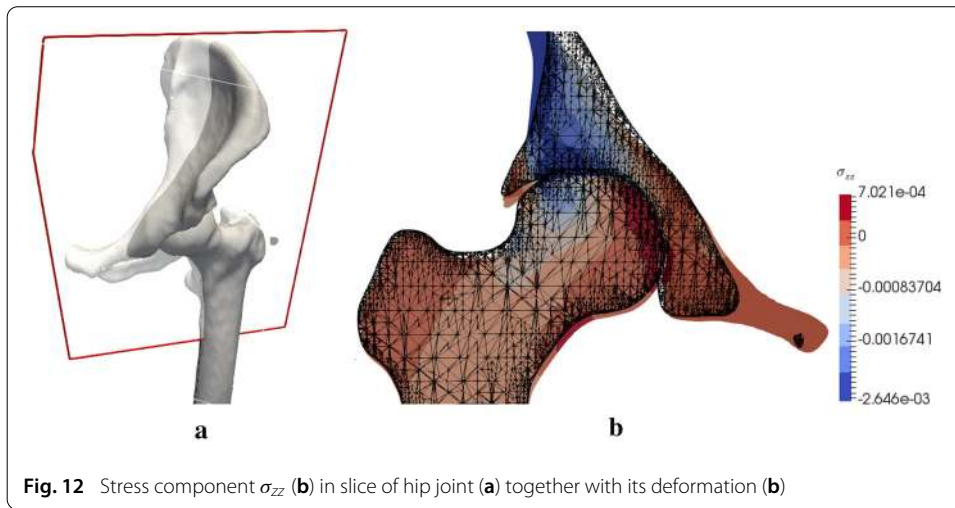 σzz
7.021e-04
0
-0.00083704
-0.0016741
-2.646e-03
a
b
Fig. 12 Stress component σZZ (b) in slice of hip joint (a) together with its deformation (b)